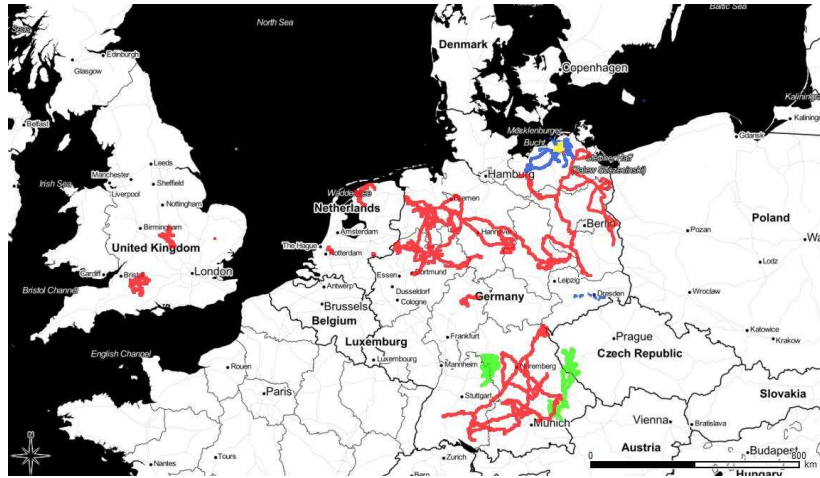 North Sea
Baltic Sea
Edinburgh
Glasgow
Denmark
Copenhagen
Kaliningrad
Belfast
Mecklenburger
Bucht
Gdansk
Leeds
Irish Sea
Manchester
Sheffield
Liverpool
Hamburg
Nottingham
Bremen
Netherlands
Birmingham
Amsterdam
Hannover
Berlin
Poland
Poznan
United Kingdom
The Hague
Rotterdam
Lodz
Cardiff
Bristol
London
Essen
Dortmund
Leipzig
Bristol Channel
Antwerp
Dusseldorf
Germany
Dresden
Wroclaw
Brussels
Cologne
Belgium
English Channel
Luxemburg
Frankfurt
Prague
Katowice
Krakow
Luxembourg
Czech Republic
Rouen
Mannheim
Nuremberg
Paris
Stuttgart
Slovakia
Munich
Vienna
Bratislava
Austria
Budapest
Nantes
Tours
Zurich
Bern
0
600
km
Hungary